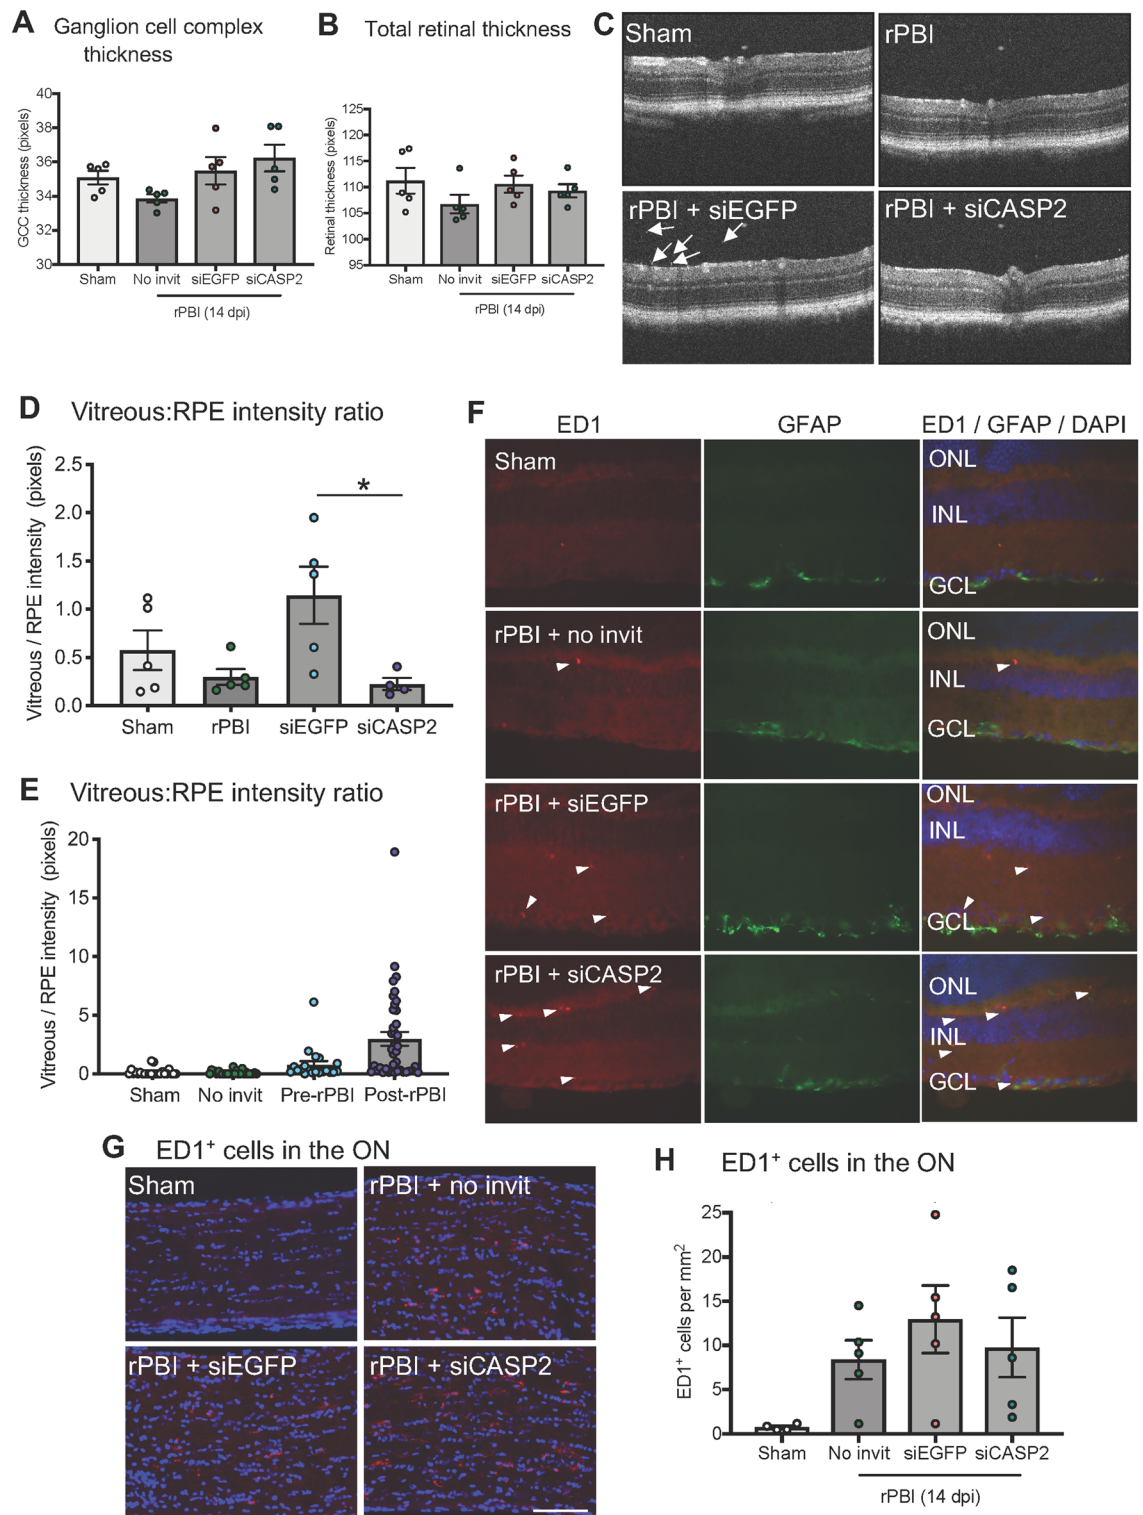 A Ganglion cell complex
thickness
GCC thickness (pixels)
40
38
36
34
32
30
Sham No invit siEGFP siCASP2
rPBI (14 dpi)
B Total retinal thickness
Retinal thickness (pixels)
125
120
115
110
105
100
95
Sham No invit siEGFP siCASP2
rPBI (14 dpi)
C
Sham
rPBI
rPBI + siEGFP
rPBI + siCASP2
D Vitreous:RPE intensity ratio
Vitreous / RPE intensity (pixels)
2.5
2.0
1.5
1.0
0.5
0.0
*
Sham rPBI siEGFP siCASP2
E Vitreous:RPE intensity ratio
Vitreous / RPE intensity (pixels)
20
15
10
5
0
Sham No invit Pre-rPBI Post-rPBI
F
ED1 GFAP ED1 / GFAP / DAPI
Sham
ONL
INL
GCL
rPBI + no invit
ONL
INL
GCL
rPBI + siEGFP
ONL
INL
GCL
rPBI + siCASP2
ONL
INL
GCL
G ED1+ cells in the ON
Sham
rPBI + no invit
rPBI + siEGFP
rPBI + siCASP2
H ED1+ cells in the ON
ED1+ cells per mm2
25
20
15
10
5
0
Sham No invit siEGFP siCASP2
rPBI (14 dpi)